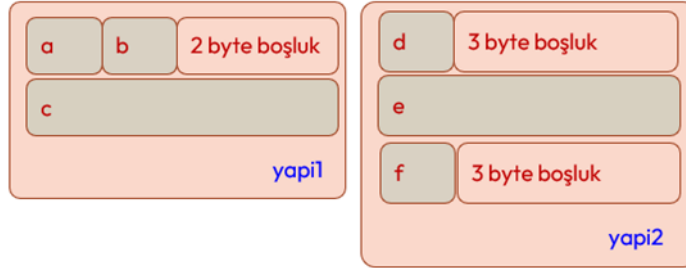 a b 2 byte boşluk
c
yapi1
d 3 byte boşluk
e
f 3 byte boşluk
yapi2